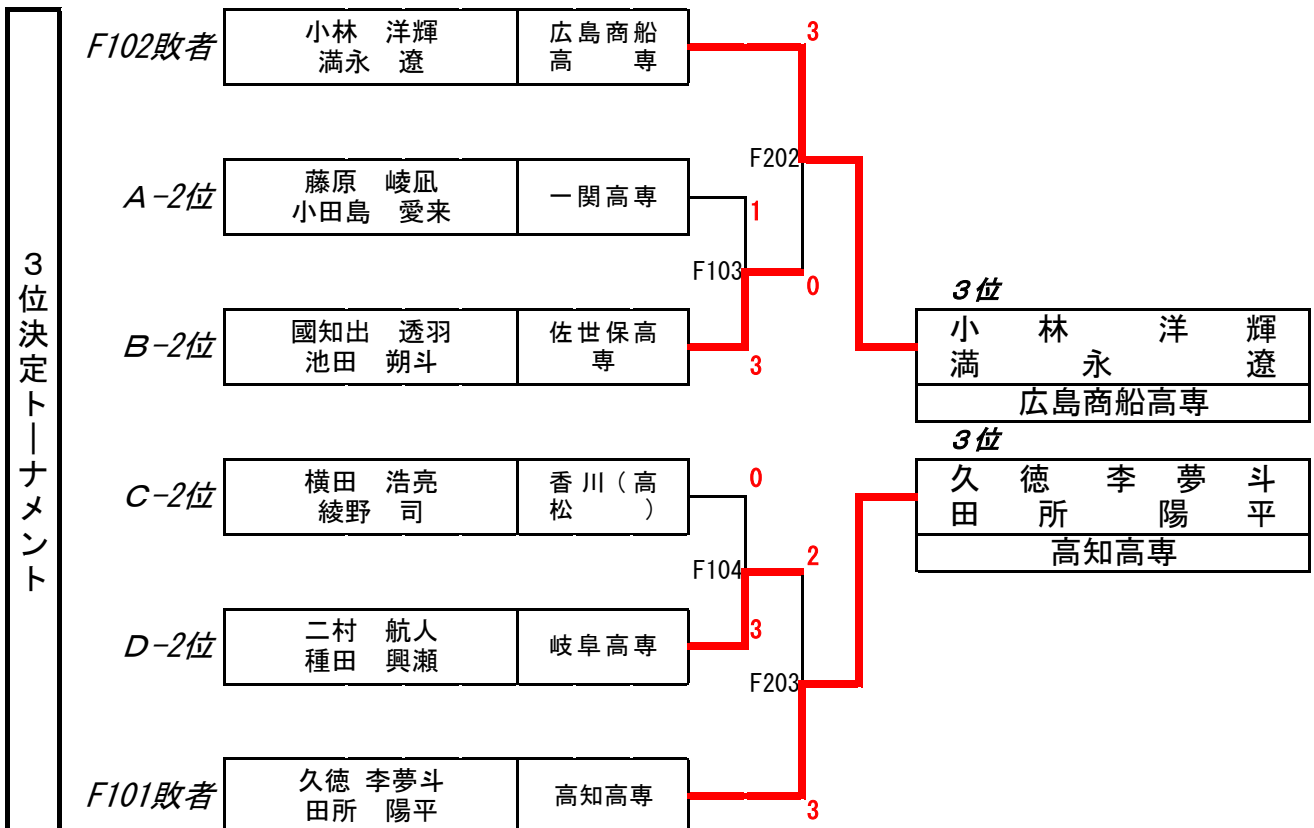 3位決定トーナメント
F102敗者
小林 洋輝
満永 遼
広島商船
高 専
3
F202
A-2位
藤原 崚凪
小田島 愛来
一関高専
1
F103
0
B-2位
國知出 透羽
池田 朔斗
佐世保高
専
3
3位
小 林 洋 輝
満 永 遼
広島商船高専
3位
久 徳 李 夢 斗
田 所 陽 平
高知高専
C-2位
横田 浩亮
綾野 司
香川（高
松 ）
0
F104
2
D-2位
二村 航人
種田 興瀬
岐阜高専
3
F203
F101敗者
久徳 李夢斗
田所 陽平
高知高専
3